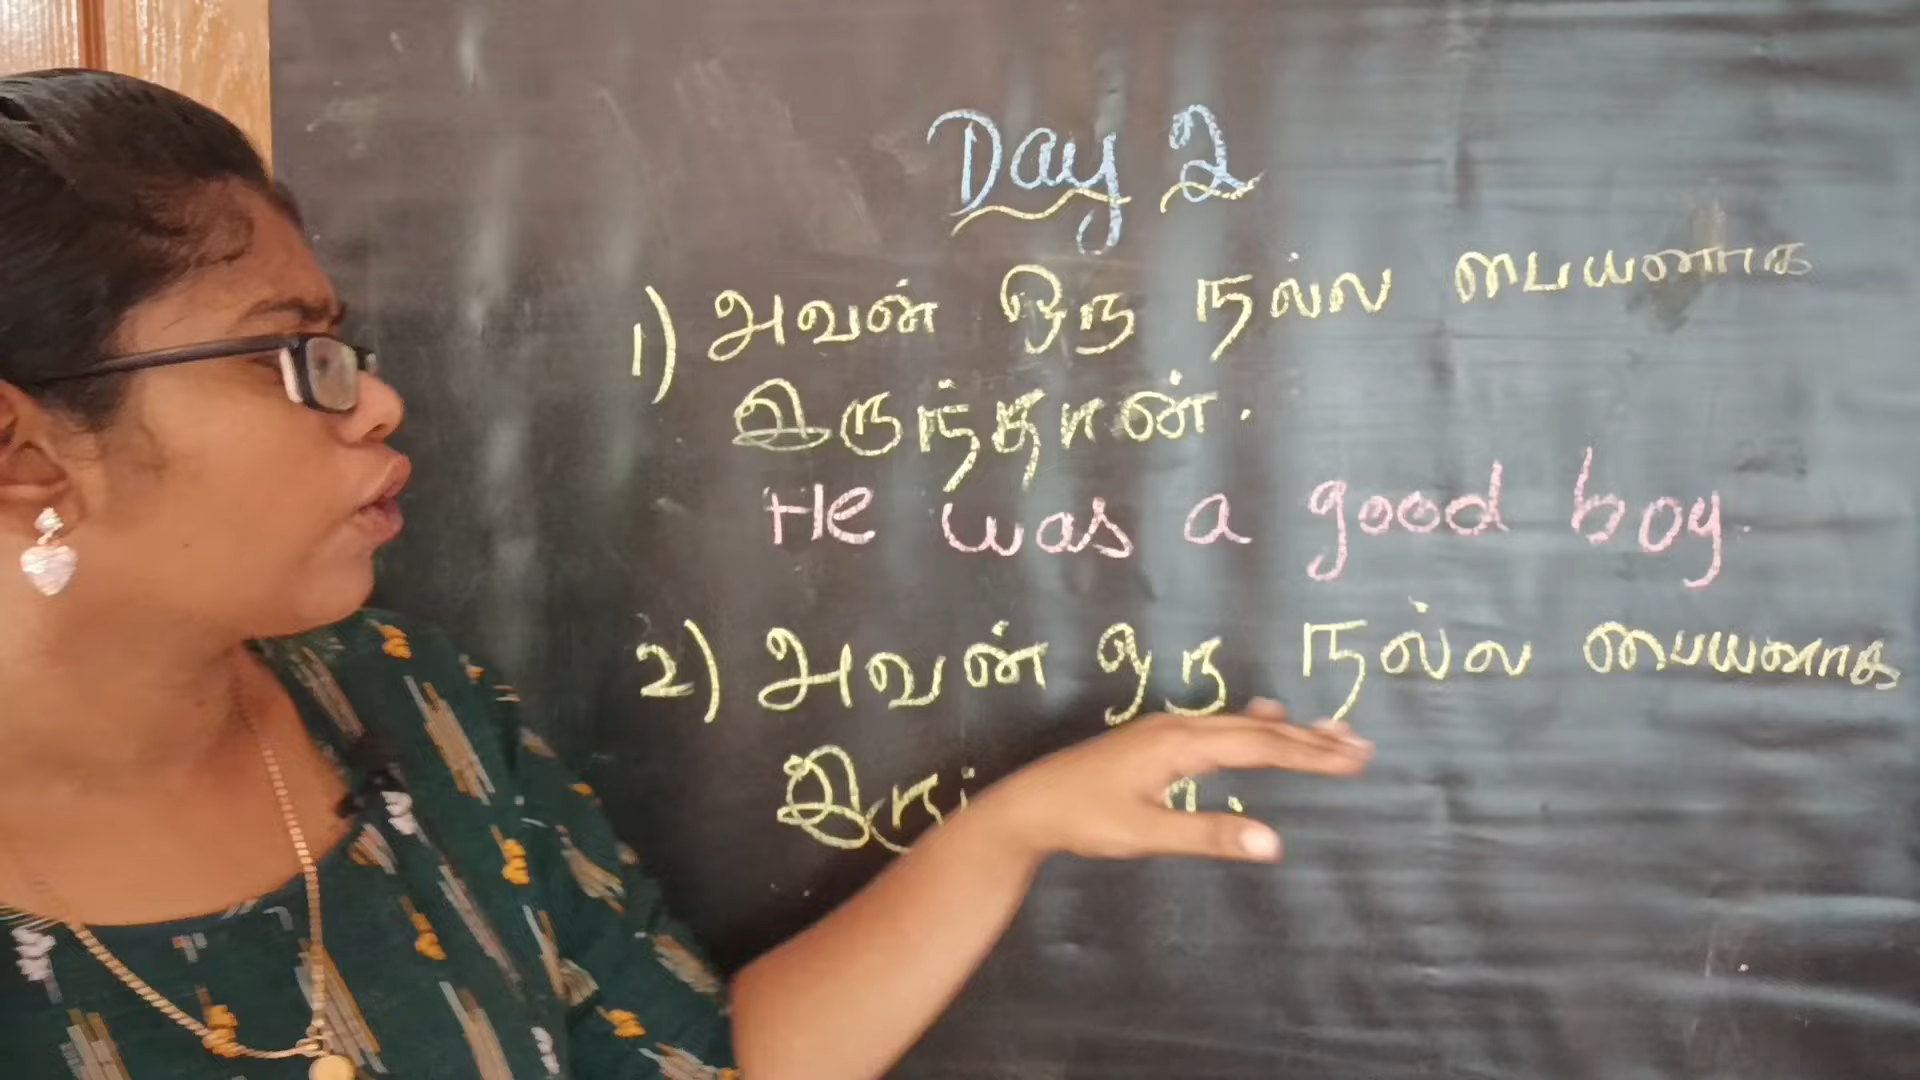 Day 2
1) அவன் ஒரு நல்ல பையனாக
இருந்தான்.
He was a good boy.
2) அவன் ஒரு நல்ல பையனாக